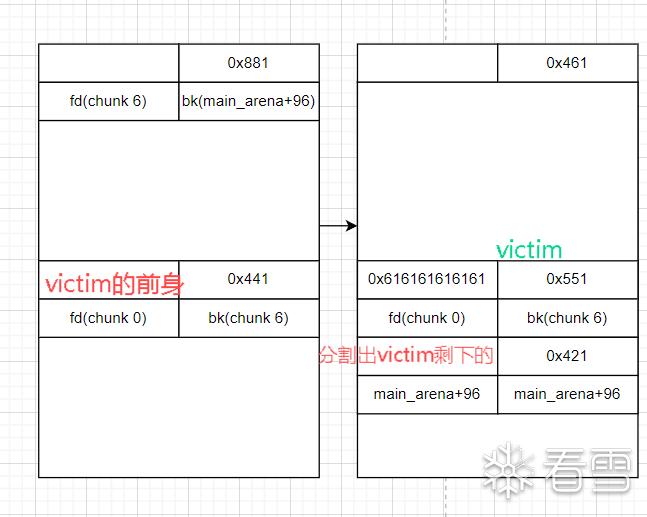 0x881
0x461
fd(chunk 6)
bk(main_arena+96)
victim
victim的前身
0x441
0x616161616161
0x551
fd(chunk 0)
bk(chunk 6)
fd(chunk 0)
bk(chunk 6)
分割出victim剩下的
0x421
main_arena+96
main_arena+96
看雪